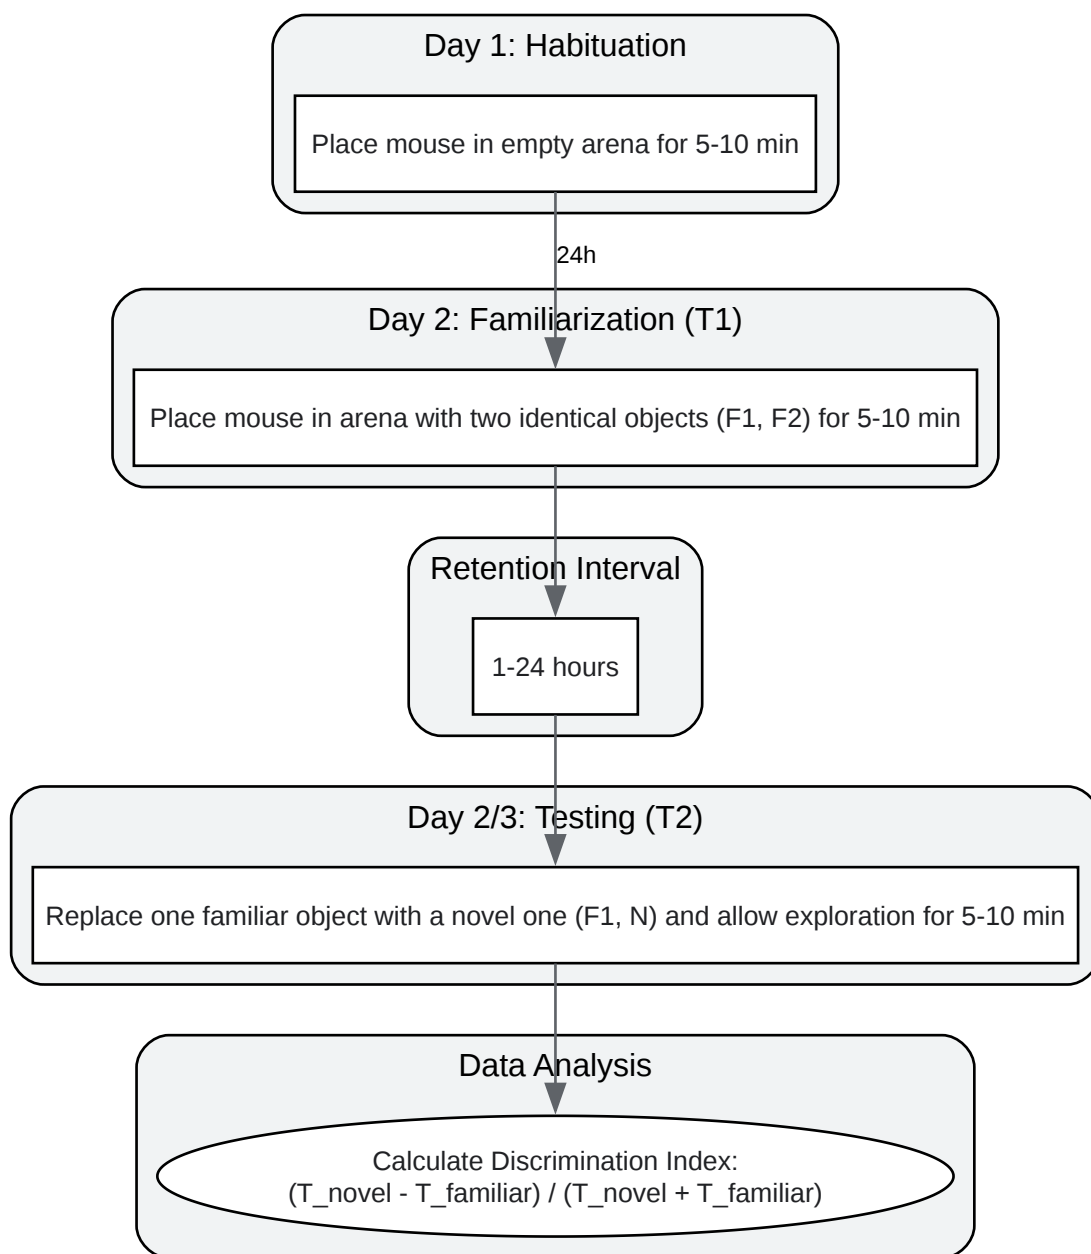 Day 1: Habituation
Place mouse in empty arena for 5-10 min
24h
Day 2: Familiarization (T1)
Place mouse in arena with two identical objects (F1, F2) for 5-10 min
Retention Interval
1-24 hours
Day 2/3: Testing (T2)
Replace one familiar object with a novel one (F1, N) and allow exploration for 5-10 min
Data Analysis
Calculate Discrimination Index:
(T_novel - T_familiar) / (T_novel + T_familiar)